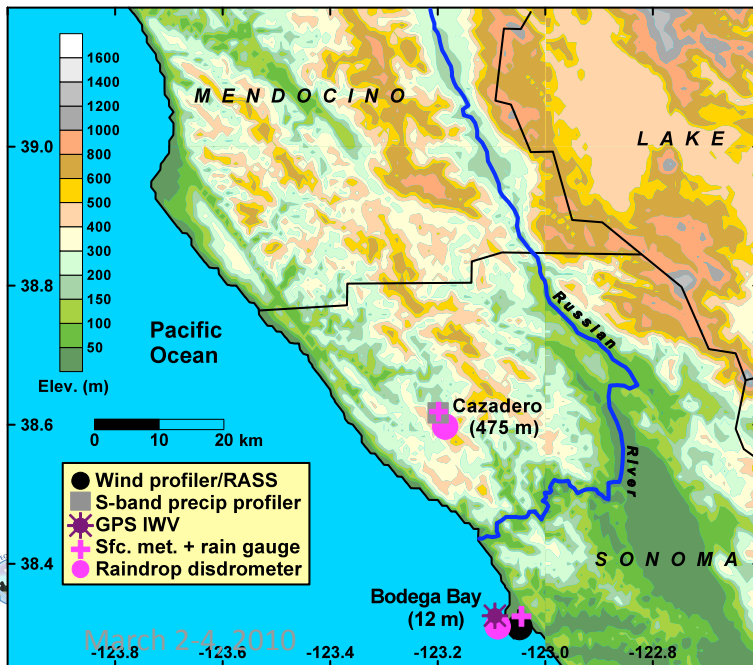 1600
1400
1200
1000
800
600
500
400
300
200
150
100
50
Elev. (m)
39.0
38.8
38.6
38.4
MENDOCINO
LAKE
Pacific
Ocean
Russian
River
0 10 20 km
Cazadero
(475 m)
Wind profiler/RASS
S-band precip profiler
GPS IWV
Sfc. met. + rain gauge
Raindrop disdrometer
SONOMA
Bodega Bay
(12 m)
March 2-4, 2010
-123.8 -123.6 -123.4 -123.2 -123.0 -122.8